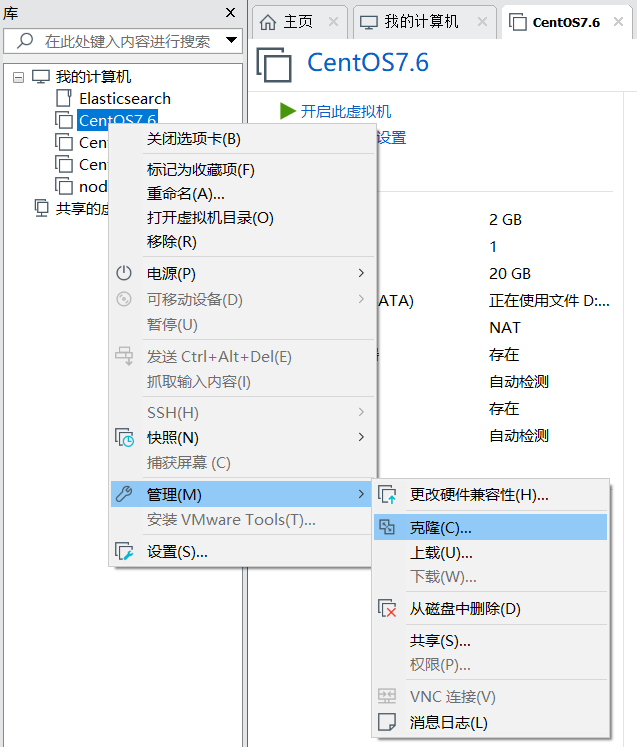 库
在此处键入内容进行搜索
主页
我的计算机
CentOS7.6
我的计算机
Elasticsearch
CentOS7.6
Cen
Cen
nod
共享的虚
CentOS7.6
开启此虚拟机
设置
2 GB
1
20 GB
ATA)
正在使用文件 D:...
NAT
存在
自动检测
存在
自动检测
关闭选项卡(B)
标记为收藏项(F)
重命名(A)...
打开虚拟机目录(O)
移除(R)
电源(P)
可移动设备(D)
暂停(U)
发送 Ctrl+Alt+Del(E)
抓取输入内容(I)
SSH(H)
快照(N)
捕获屏幕 (C)
管理(M)
安装 VMware Tools(T)...
设置(S)...
更改硬件兼容性(H)...
克隆(C)...
上载(U)...
下载(W)...
从磁盘中删除(D)
共享(S)...
权限(P)...
VNC 连接(V)
消息日志(L)